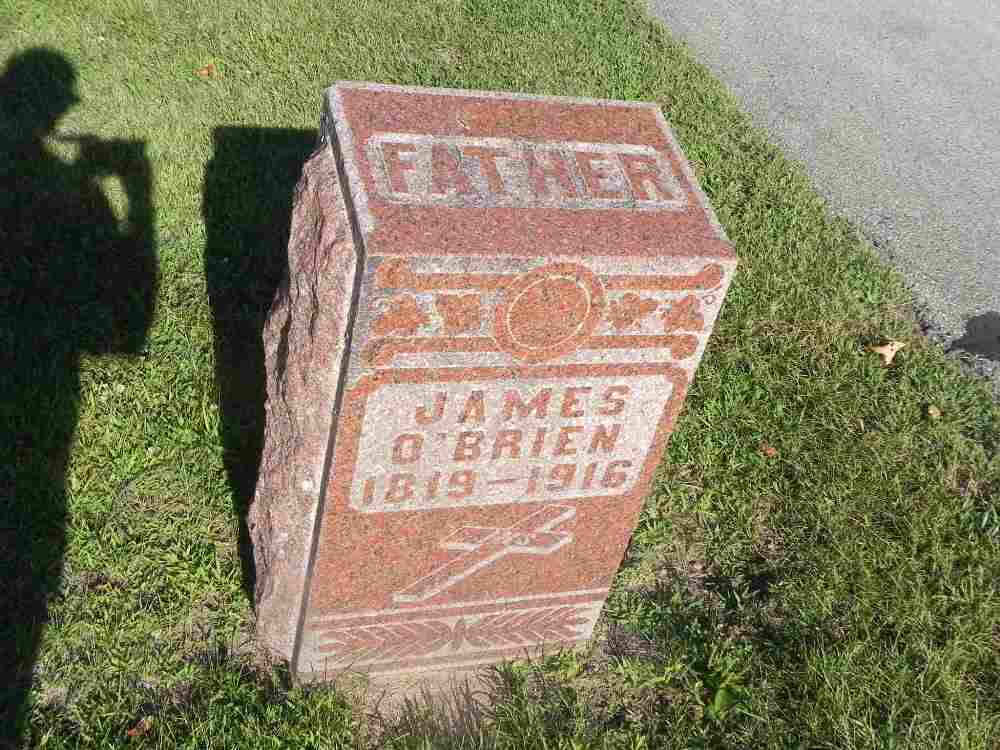 FATHER
JAMES
O'BRIEN
1819-1916